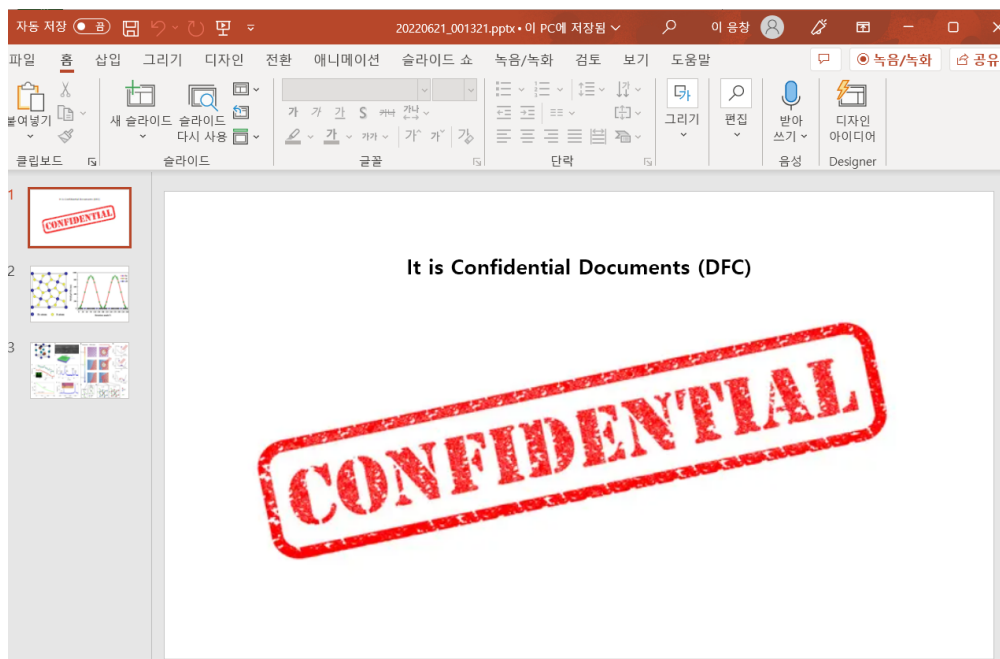 자동 저장 끔 20220621_001321.pptx • 이 PC에 저장됨 이 응창
파일 홈 삽입 그리기 디자인 전환 애니메이션 슬라이드 쇼 녹음/녹화 검토 보기 도움말 녹음/녹화 공유
붙여넣기 새 슬라이드 슬라이드 다시 사용 가 가 가 S 가나 가 가가 가 가 그리기 편집 받아쓰기 디자인 아이디어
클립보드 슬라이드 글꼴 단락 음성 Designer
1
CONFIDENTIAL
2
3
It is Confidential Documents (DFC)
CONFIDENTIAL